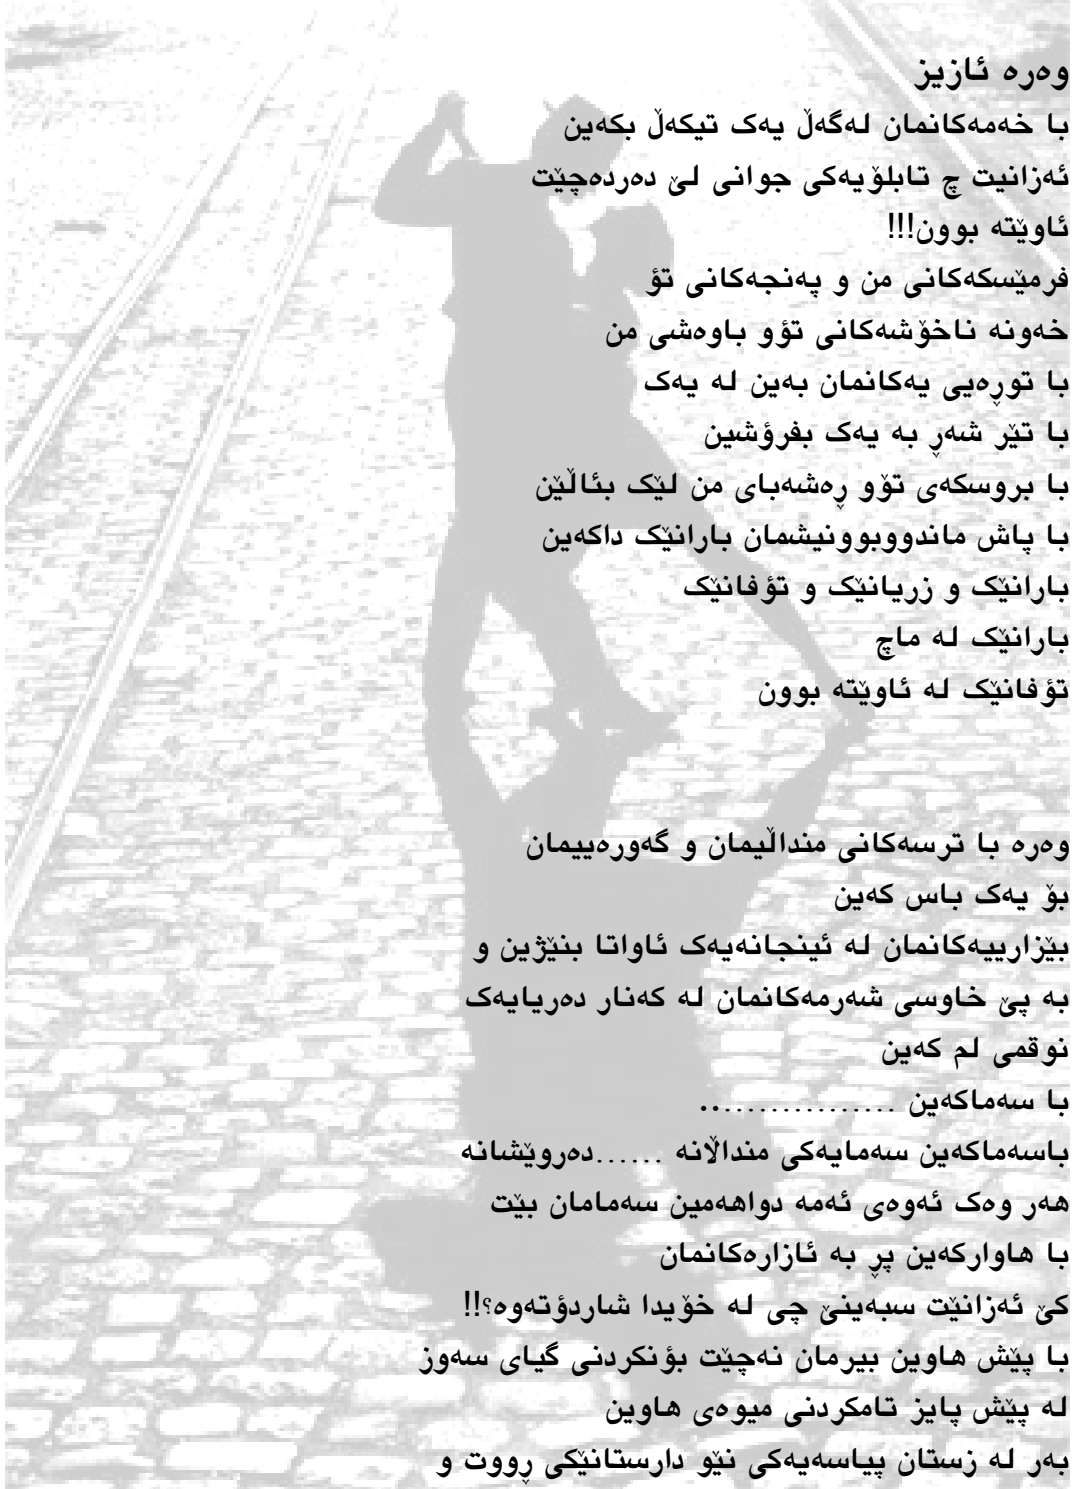 وەرە ئازیز
با خەمەکانمان لەگەڵ یەک تیکەڵ بکەین
ئەزانیت چ تابلۆیەکی جوانی لێ دەردەچێت
ئاوێتە بوون!!!
فرمێسکەکانی من و پەنجەکانی تۆ
خەونە ناخۆشەکانی تۆو باوەشی من
با تورِەیی یەکانمان بەین لە یەک
با تێر شەرِ بە یەک بفرۆشین
با بروسکەی تۆو رِەشەبای من لێک بئاڵێن
با پاش ماندووبوونیشمان بارانێک داکەین
بارانێک و زریانێک و تۆفانێک
بارانێک لە ماچ
تۆفانێک لە ئاوێتە بوون
وەرە با ترسەکانی منداڵیمان و گەورەییمان
بۆ یەک باس کەین
بێزارییەکانمان لە ئینجانەیەک ئاواتا بنێژین و
بە پێ خاوسی شەرمەکانمان لە کەنار دەریایەک
نوقمی لم کەین
با سەماکەین ................
باسەماکەین سەمایەکی منداڵانە ......دەروێشانە
هەر وەک ئەوەی ئەمە دواهەمین سەمامان بێت
با هاوارکەین پرِ بە ئازارەکانمان
کێ ئەزانێت سبەینێ چی لە خۆیدا شاردۆتەوە؟!!
با پێش هاوین بیرمان نەچێت بۆنکردنی گیای سەوز
لە پێش پایز تامکردنی میوەی هاوین
بەر لە زستان پیاسەیەکی نێو دارستانێکی رِووت و